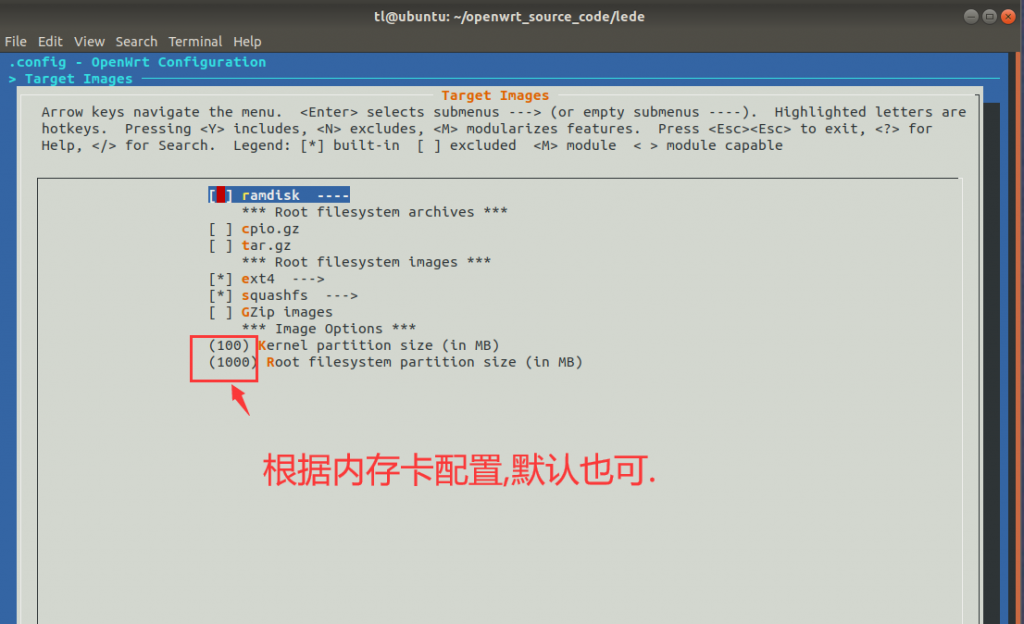 tl@ubuntu: ~/openwrt_source_code/lede
File Edit View Search Terminal Help
.config - OpenWrt Configuration
> Target Images
Target Images
Arrow keys navigate the menu.  <Enter> selects submenus ---> (or empty submenus ----).  Highlighted letters are
hotkeys.  Pressing <Y> includes, <N> excludes, <M> modularizes features.  Press <Esc><Esc> to exit, <?> for
Help, </> for Search.  Legend: [*] built-in  [ ] excluded  <M> module  < > module capable
[ ] ramdisk  ----
*** Root filesystem archives ***
[ ] cpio.gz
[ ] tar.gz
*** Root filesystem images ***
[*] ext4  --->
[*] squashfs  --->
[ ] GZip images
*** Image Options ***
(100) Kernel partition size (in MB)
(1000) Root filesystem partition size (in MB)
根据内存卡配置,默认也可.